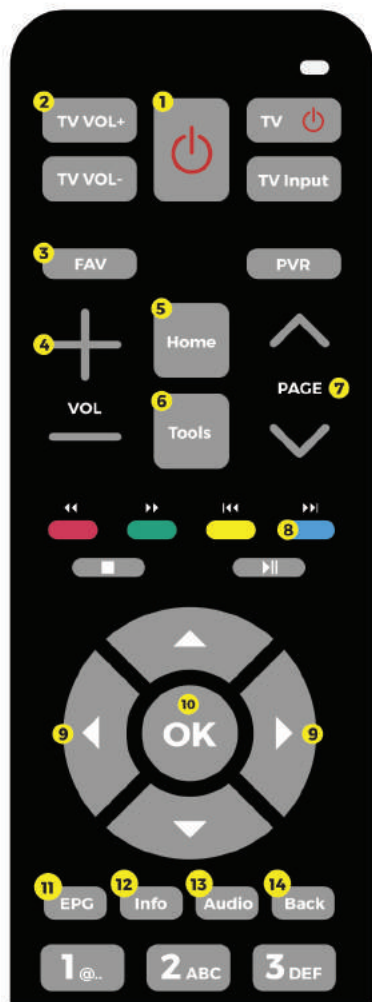 2 1
TV VOL+ TV
TV VOL- TV Input
3
FAV PVR
5
4 Home
PAGE 7
VOL 6
Tools
8
10
9 OK 9
11 12 13 14
EPG Info Audio Back
1 @.. 2 ABC 3 DEF